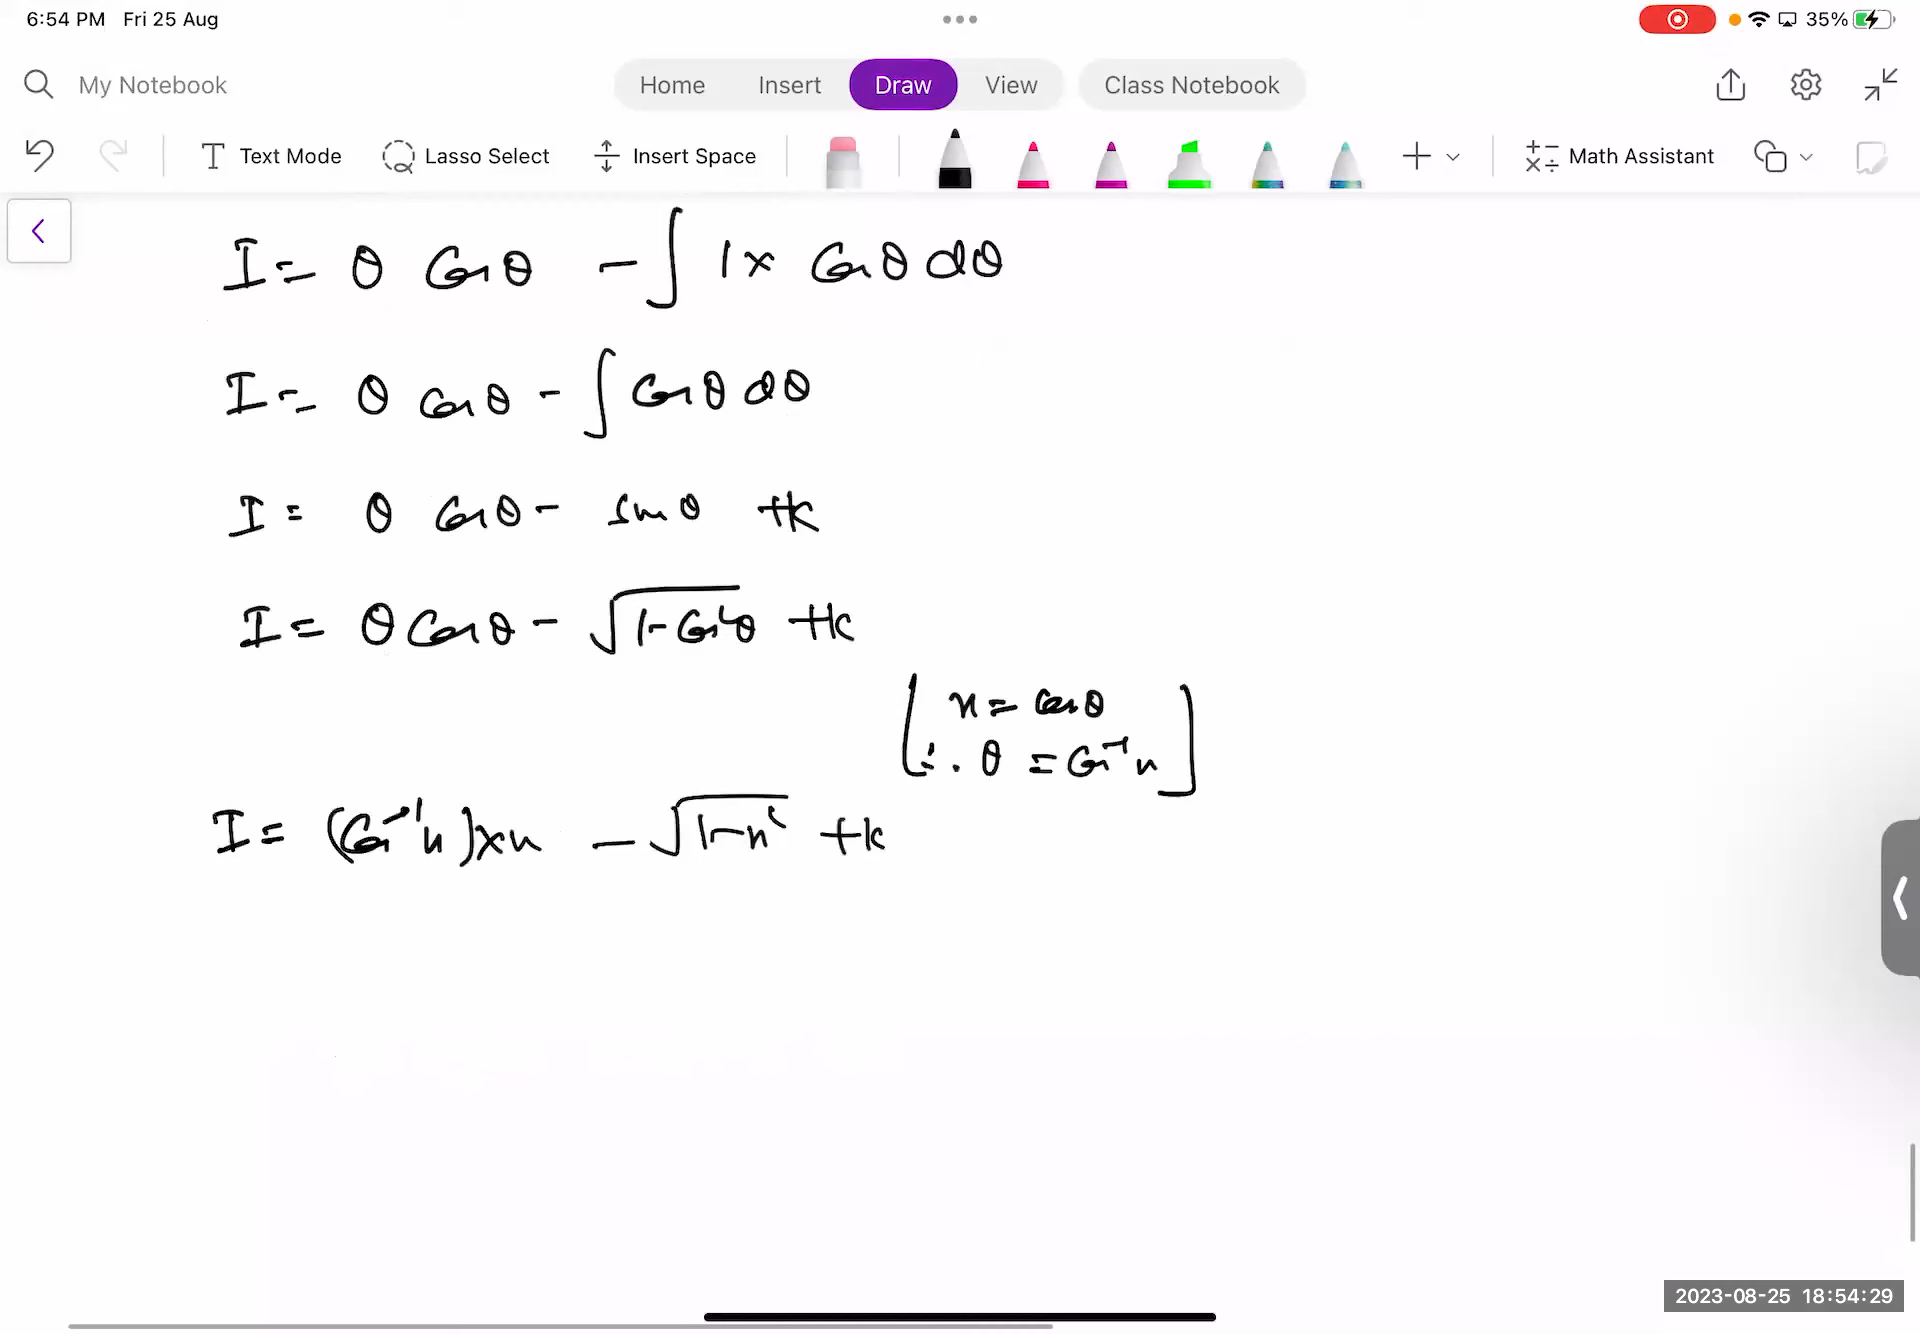 6:54 PM Fri 25 Aug
35%
My Notebook
Home Insert Draw View Class Notebook
Text Mode Lasso Select Insert Space Math Assistant
I = θ Cos θ - ∫ 1 x Cos θ dθ
I = θ Cos θ - ∫ Cos θ dθ
I = θ Cos θ - sin θ + k
I = θ Cos θ - √(1 - Cos²θ) + k
[ x = Cos θ
∴ θ = Cos⁻¹x ]
I = (Cos⁻¹x) × x - √(1 - x²) + k
2023-08-25 18:54:29